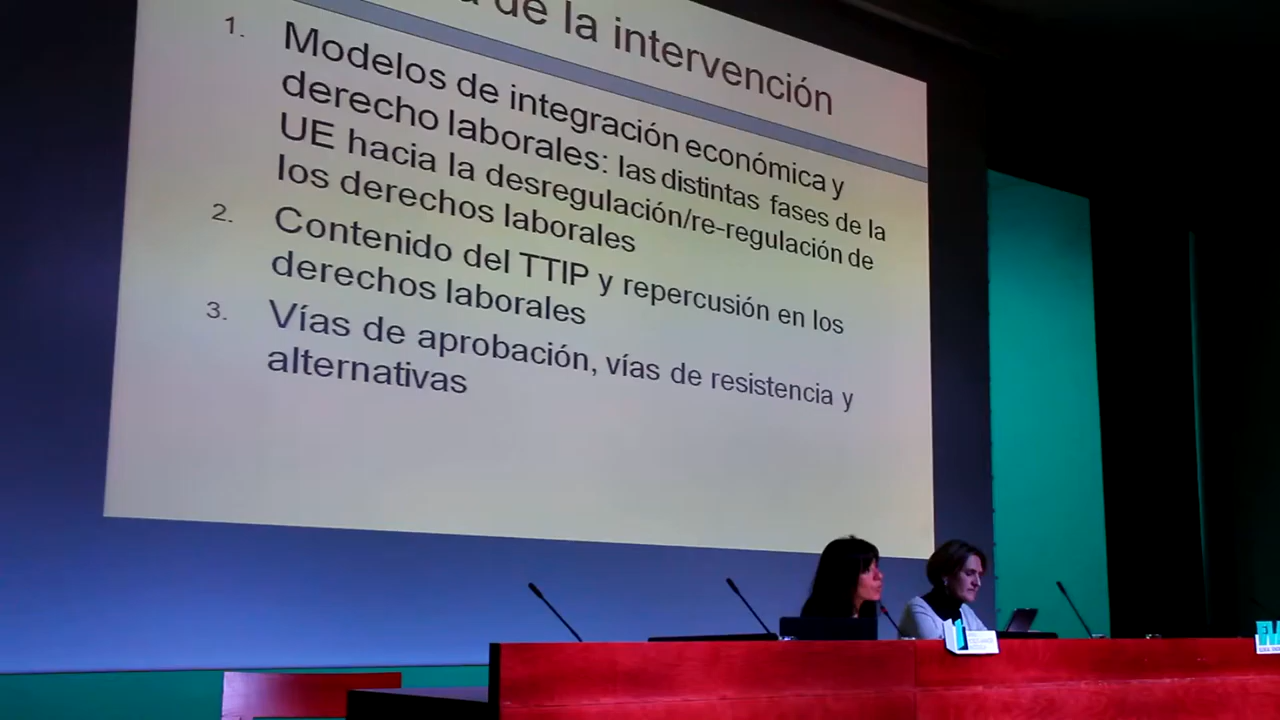 de la intervención
1. Modelos de integración económica y
derecho laborales: las distintas fases de la
UE hacia la desregulación/re-regulación de
los derechos laborales
2. Contenido del TTIP y repercusión en los
derechos laborales
3. Vías de aprobación, vías de resistencia y
alternativas